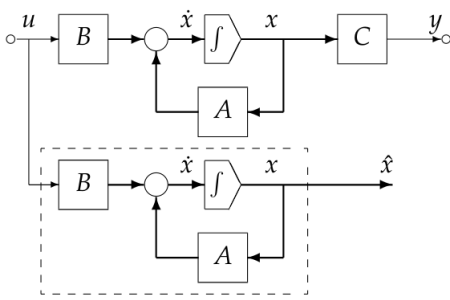 u B ẋ ∫ x C y
A
B ẋ ∫ x x̂
A